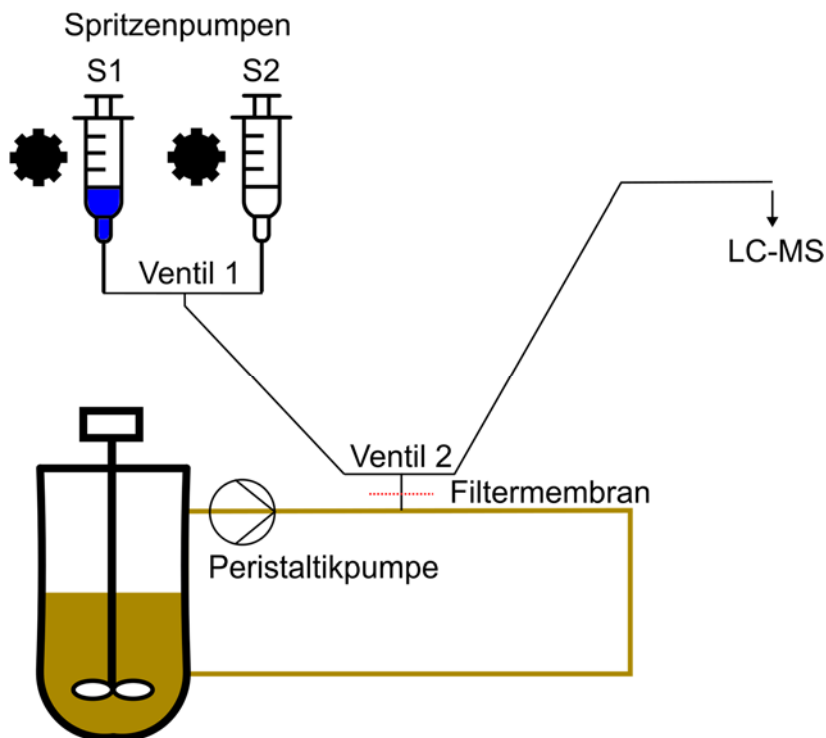 Spritzenpumpen
S1 S2
Ventil 1
LC-MS
Ventil 2
Filtermembran
Peristaltikpumpe